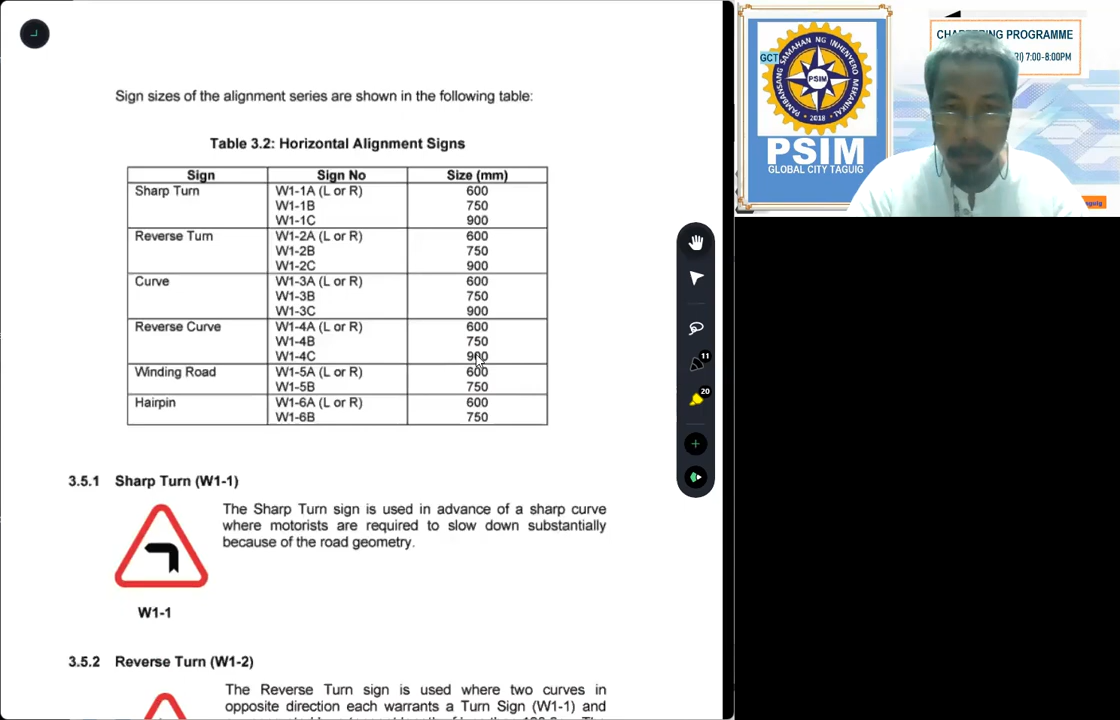 Sign sizes of the alignment series are shown in the following table:
Table 3.2: Horizontal Alignment Signs
Sign Sign No Size (mm)
Sharp Turn W1-1A (L or R) 600
W1-1B 750
W1-1C 900
Reverse Turn W1-2A (L or R) 600
W1-2B 750
W1-2C 900
Curve W1-3A (L or R) 600
W1-3B 750
W1-3C 900
Reverse Curve W1-4A (L or R) 600
W1-4B 750
W1-4C 900
Winding Road W1-5A (L or R) 600
W1-5B 750
Hairpin W1-6A (L or R) 600
W1-6B 750
3.5.1 Sharp Turn (W1-1)
The Sharp Turn sign is used in advance of a sharp curve
where motorists are required to slow down substantially
because of the road geometry.
W1-1
3.5.2 Reverse Turn (W1-2)
The Reverse Turn sign is used where two curves in
opposite direction each warrants a Turn Sign (W1-1) and
11
20
PAMBANSANG SAMAHAN NG INHENYERO MEKANIKAL
PSIM
2018
GCT
PSIM
GLOBAL CITY TAGUIG
PROGRAMME
7:00-8:00PM